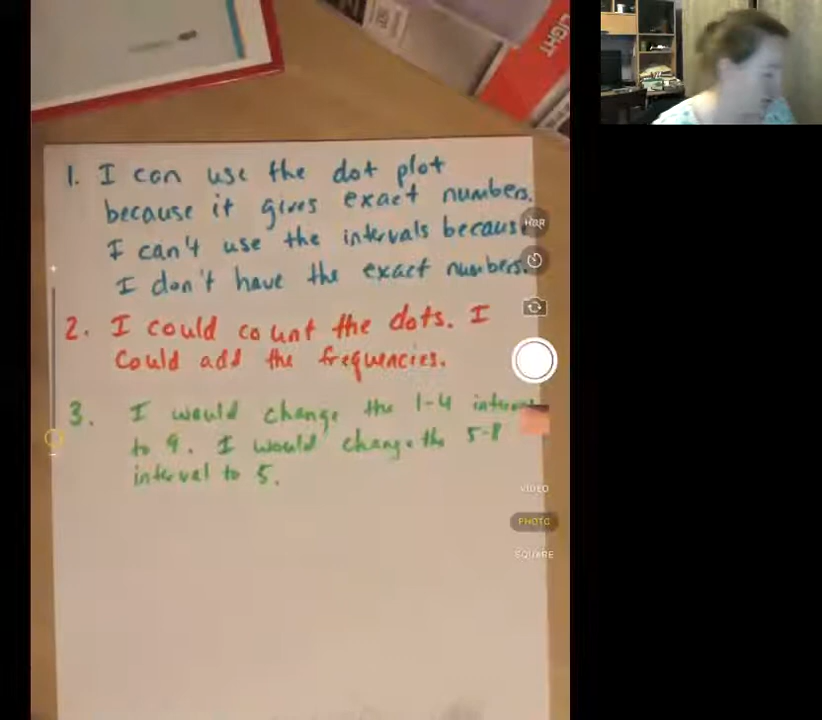 LIGHT
1. I can use the dot plot
because it gives exact numbers.
I can't use the intervals because
I don't have the exact numbers.
2. I could count the dots. I
could add the frequencies.
3. I would change the 1-4 interval
to 9. I would change the 5-8
interval to 5.
HDR
VIDEO
PHOTO
SQUARE